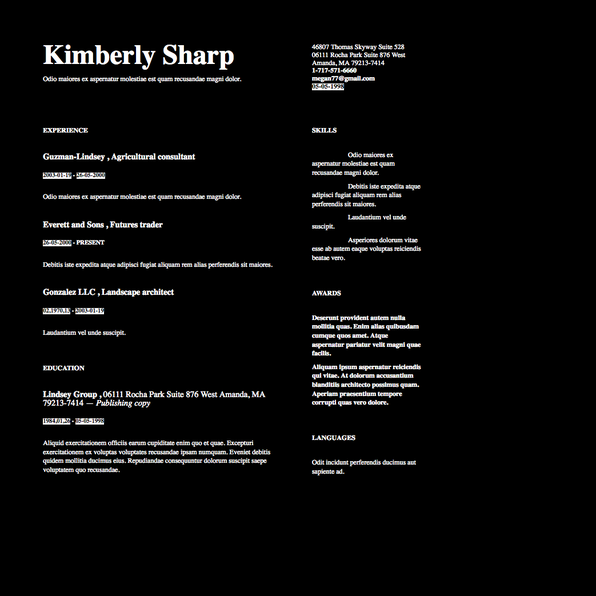 Kimberly Sharp
Odio maiores ex aspernatur molestiae est quam recusandae magni dolor.
46807 Thomas Skyway Suite 528
06111 Rocha Park Suite 876 West
Amanda, MA 79213-7414
1-717-571-6660
megan77@gmail.com
05-05-1998
EXPERIENCE
Guzman-Lindsey , Agricultural consultant
2003-01-19 - 26-05-2000
Odio maiores ex aspernatur molestiae est quam recusandae magni dolor.
Everett and Sons , Futures trader
26-05-2000 - PRESENT
Debitis iste expedita atque adipisci fugiat aliquam rem alias perferendis sit maiores.
Gonzalez LLC , Landscape architect
02.1970.13 - 2003-01-19
Laudantium vel unde suscipit.
EDUCATION
Lindsey Group , 06111 Rocha Park Suite 876 West Amanda, MA
79213-7414 — Publishing copy
1984.01.26 - 05-05-1998
Aliquid exercitationem officiis earum cupiditate enim quo et quae. Excepturi
exercitationem ex voluptas voluptates recusandae ipsam numquam. Eveniet debitis
quidem mollitia ducimus eius. Repudiandae consequuntur dolorum suscipit saepe
voluptatem quo recusandae.
SKILLS
Odio maiores ex
aspernatur molestiae est quam
recusandae magni dolor.
Debitis iste expedita atque
adipisci fugiat aliquam rem alias
perferendis sit maiores.
Laudantium vel unde
suscipit.
Asperiores dolorum vitae
esse ab autem eaque voluptas reiciendis
beatae vero.
AWARDS
Deserunt provident autem nulla
mollitia quas. Enim alias quibusdam
cumque quos amet. Atque
aspernatur pariatur velit magni quae
facilis.
Aliquam ipsum aspernatur reiciendis
qui vitae. At dolorum accusantium
blanditiis architecto possimus quam.
Aperiam praesentium tempore
corrupti quas vero dolore.
LANGUAGES
Odit incidunt perferendis ducimus aut
sapiente ad.